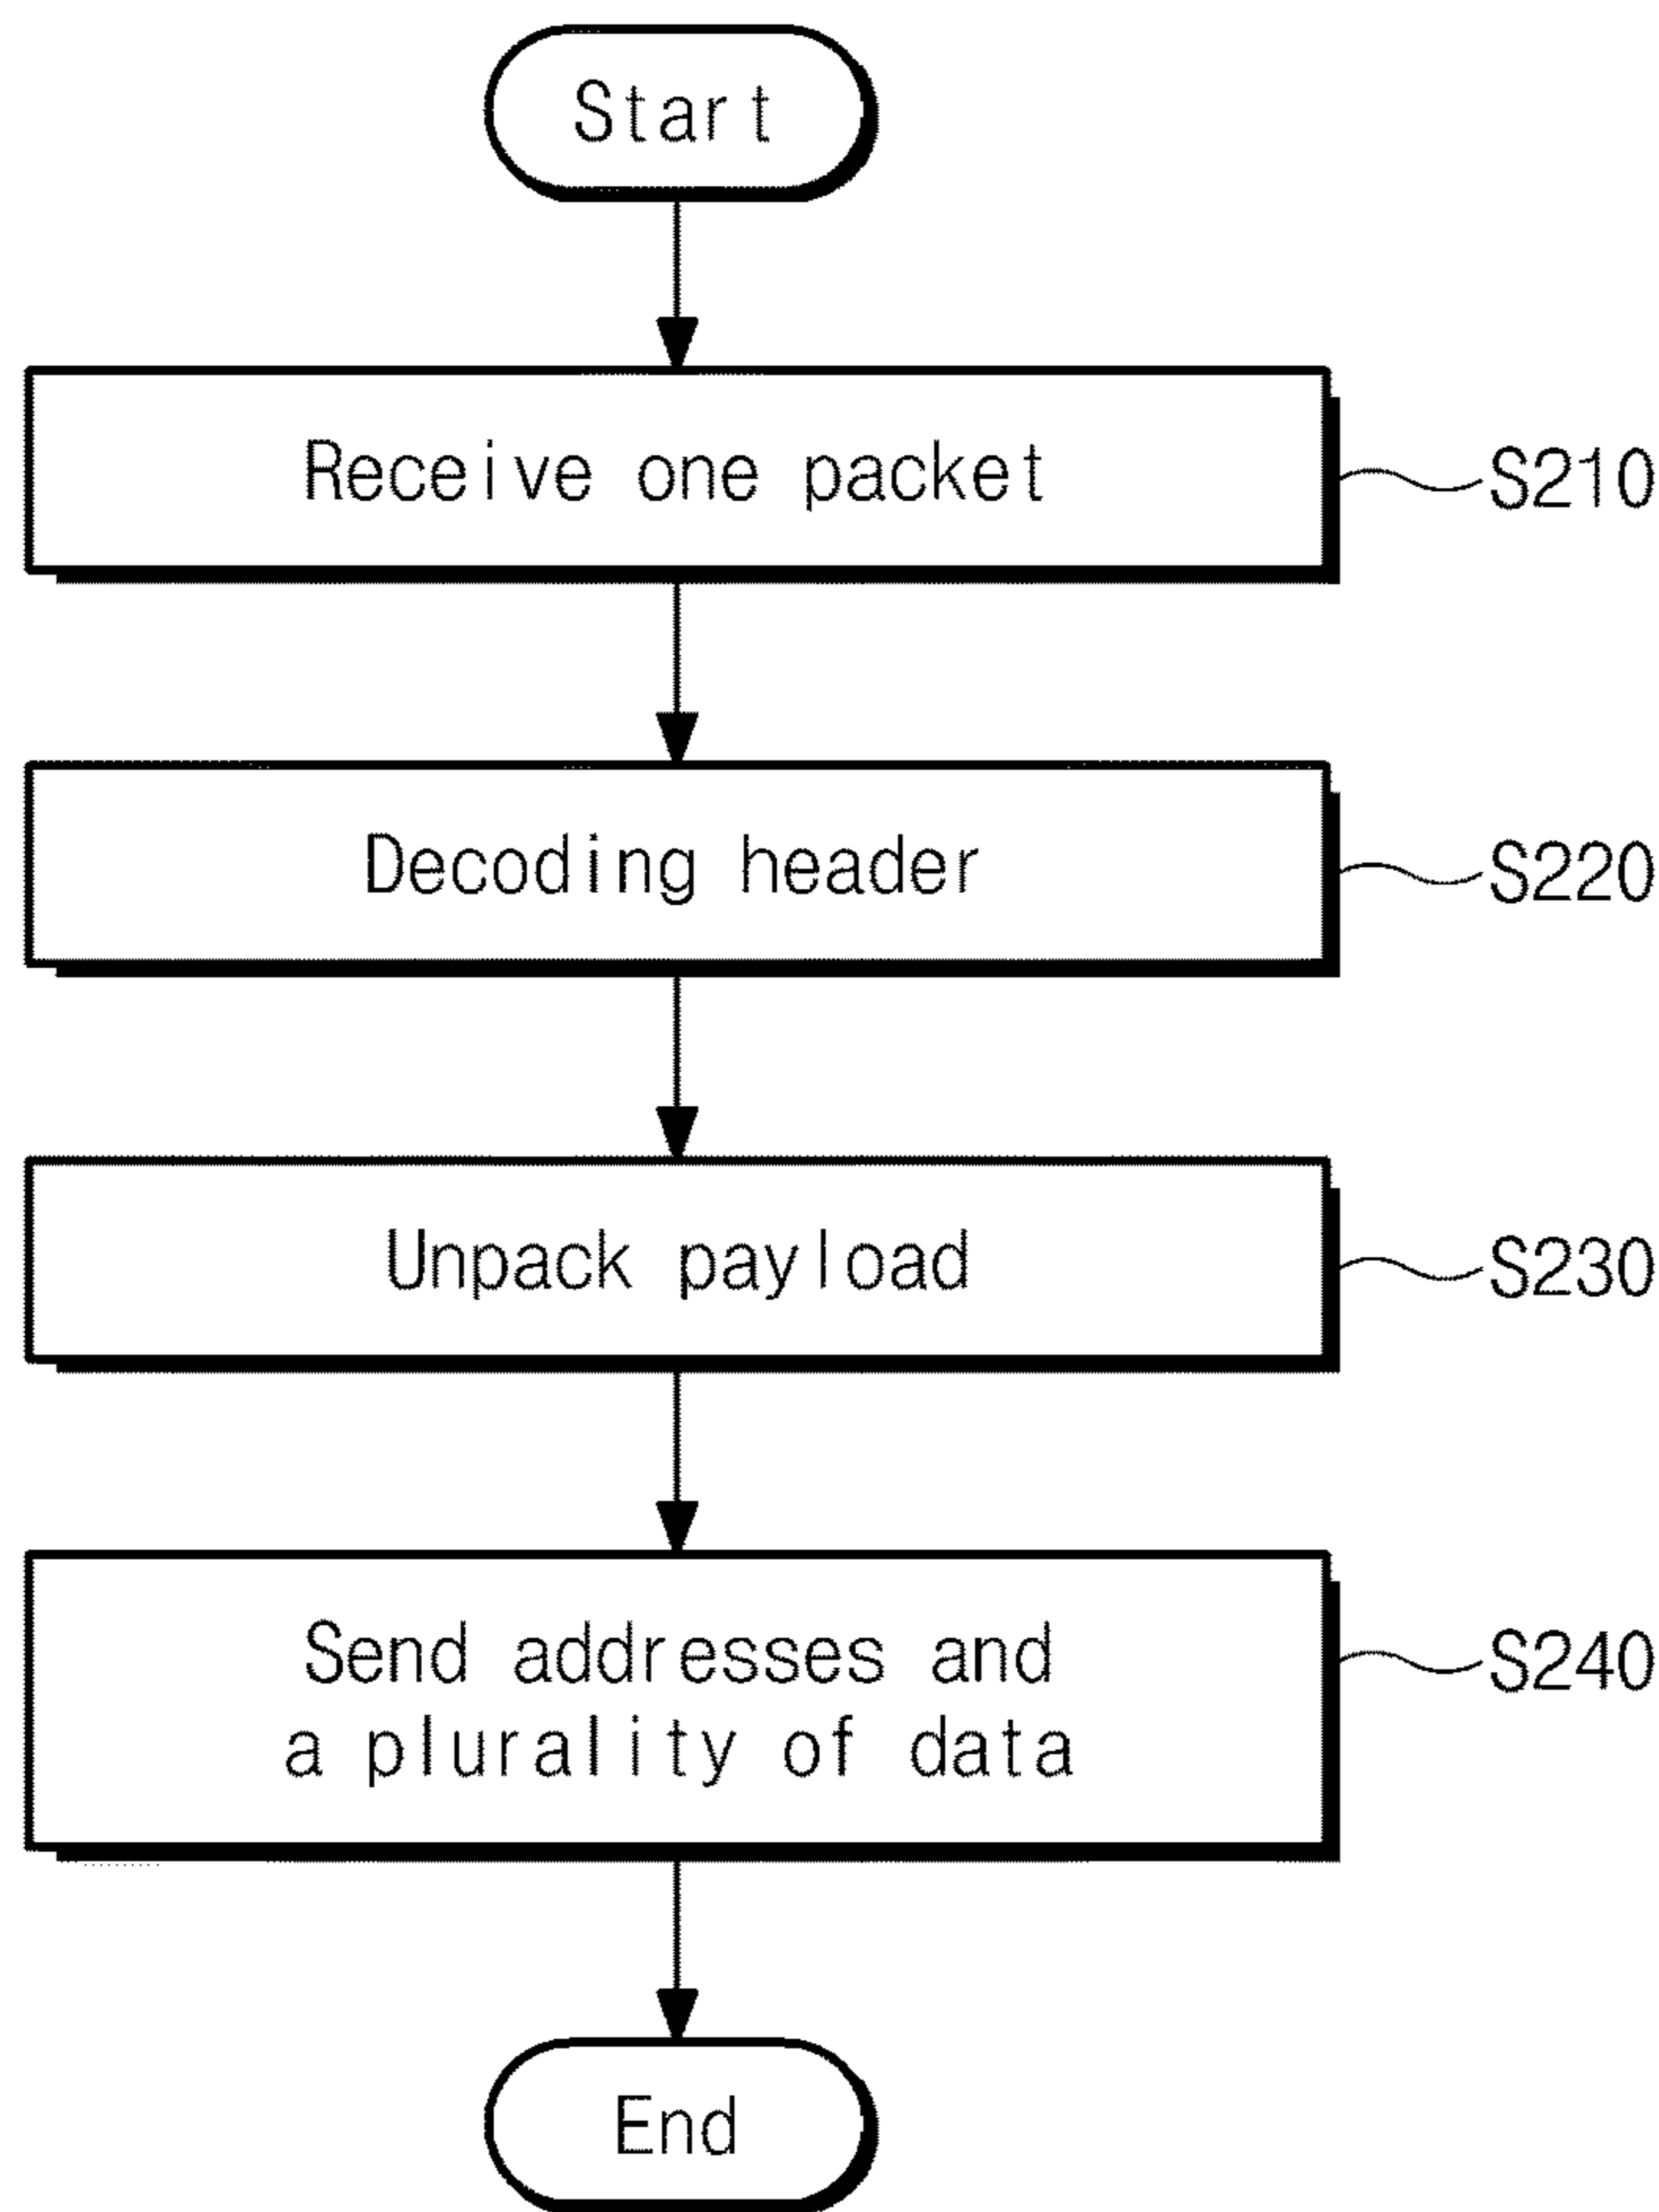 Start
Receive one packet
S210
Decoding header
S220
Unpack payload
S230
Send addresses and
a plurality of data
S240
End